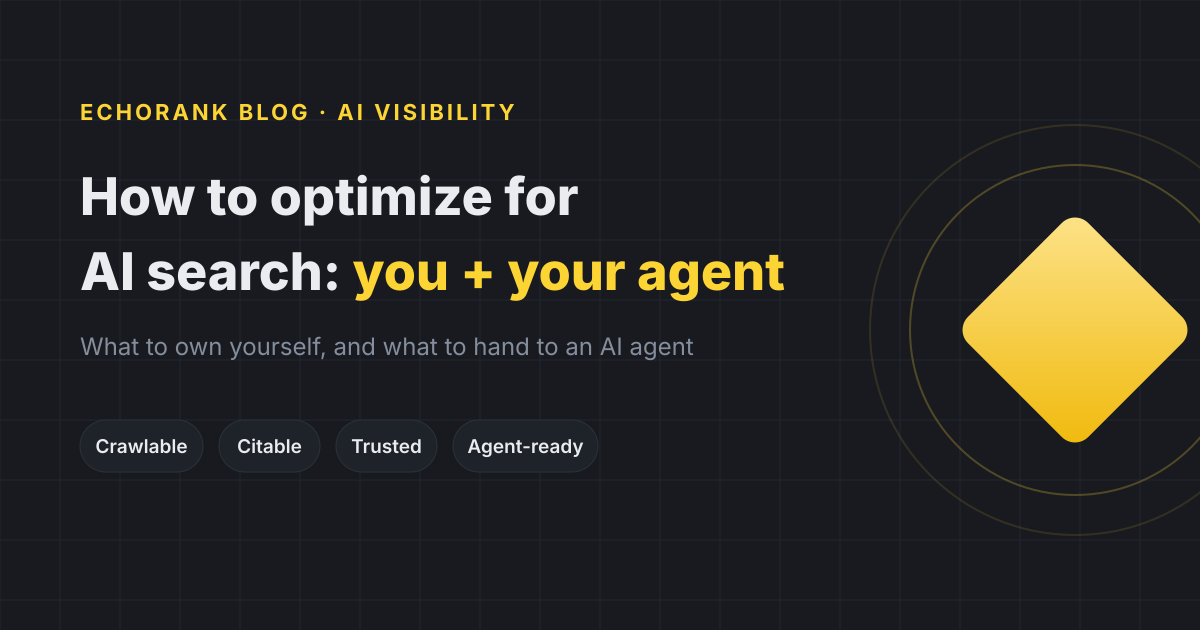 ECHORANK BLOG · AI VISIBILITY
How to optimize for
AI search: you + your agent
What to own yourself, and what to hand to an AI agent
Crawlable Citable Trusted Agent-ready